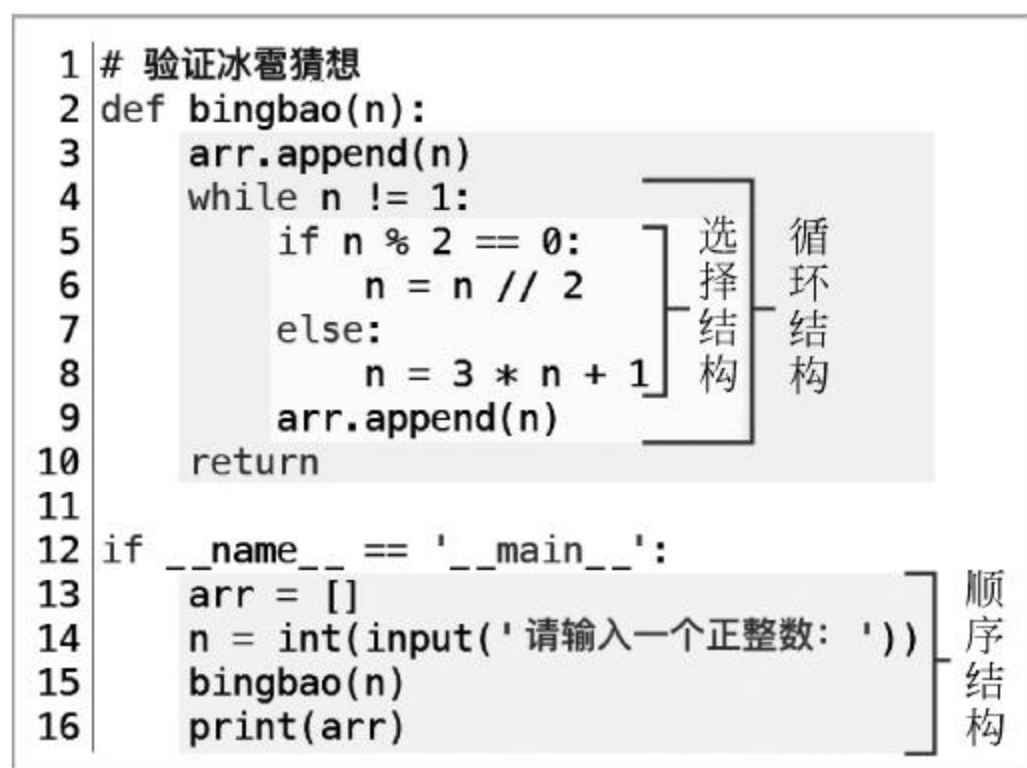 1 # 验证冰雹猜想
2 def bingbao(n):
3     arr.append(n)
4     while n != 1:
5         if n % 2 == 0:
6             n = n // 2
7         else:
8             n = 3 * n + 1
9         arr.append(n)
10     return
11
12 if __name__ == '__main__':
13     arr = []
14     n = int(input('请输入一个正整数: '))
15     bingbao(n)
16     print(arr)
选择结构
循环结构
顺序结构